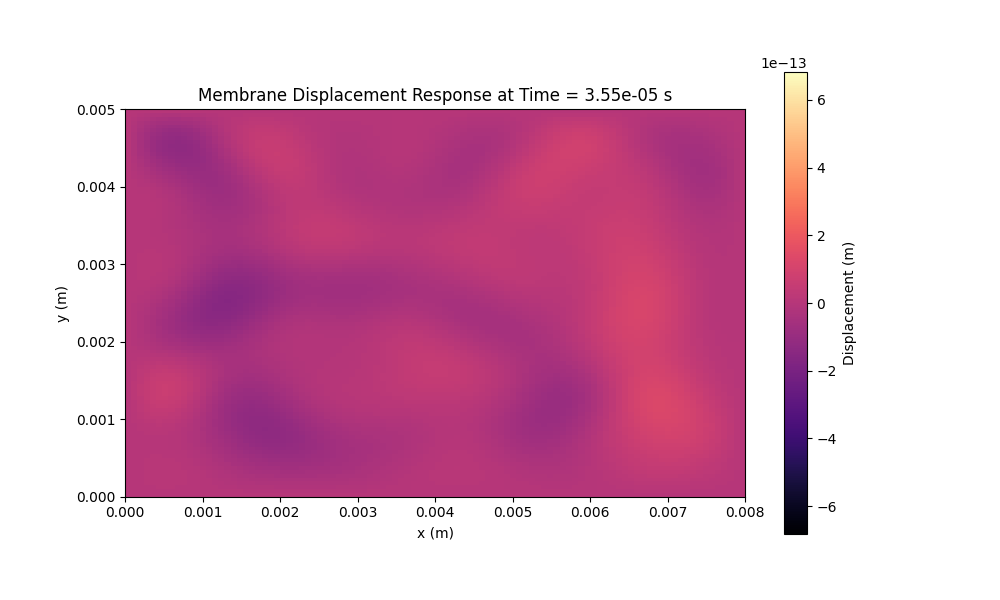 1e−13
Membrane Displacement Response at Time = 3.55e-05 s
0.005
0.004
0.003
0.002
0.001
0.000
y (m)
0.000 0.001 0.002 0.003 0.004 0.005 0.006 0.007 0.008
x (m)
6
4
2
0
−2
−4
−6
Displacement (m)